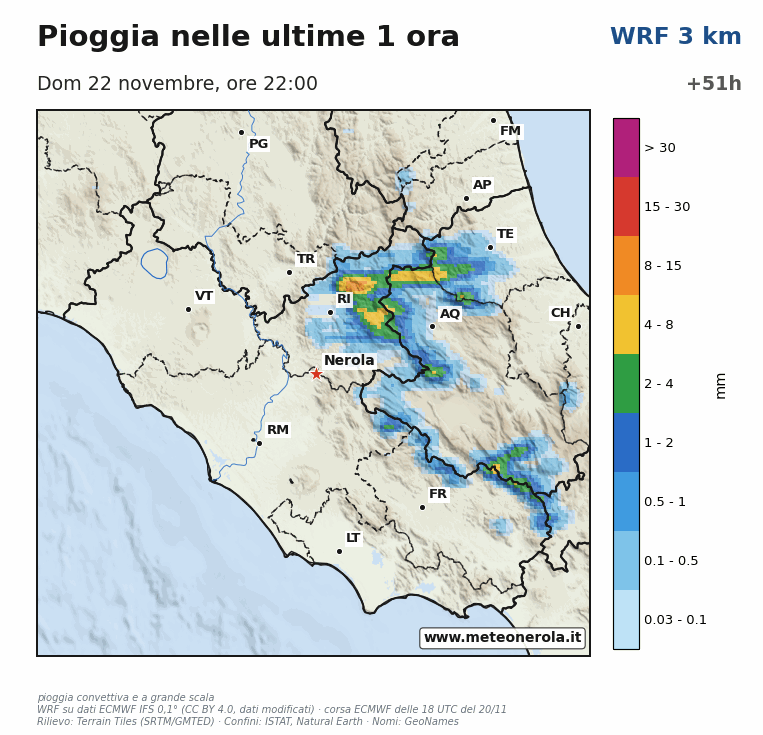 Pioggia nelle ultime 1 ora
WRF 3 km
Dom 22 novembre, ore 22:00
+51h
FM
PG
AP
TE
TR
VT
RI
AQ
CH
Nerola
RM
FR
LT
www.meteonerola.it
> 30
15 - 30
8 - 15
4 - 8
2 - 4
1 - 2
0.5 - 1
0.1 - 0.5
0.03 - 0.1
mm
pioggia convettiva e a grande scala
WRF su dati ECMWF IFS 0,1° (CC BY 4.0, dati modificati) · corsa ECMWF delle 18 UTC del 20/11
Rilievo: Terrain Tiles (SRTM/GMTED) · Confini: ISTAT, Natural Earth · Nomi: GeoNames